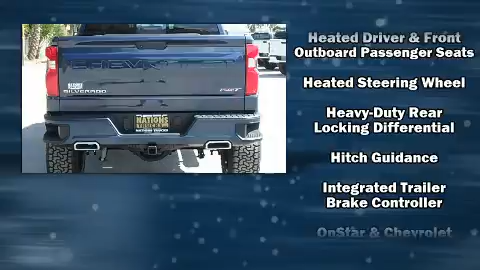 CHEVROLET
SILVERADO
RST
NATIONS
Heated Driver & Front
Outboard Passenger Seats
Heated Steering Wheel
Heavy-Duty Rear
Locking Differential
Hitch Guidance
Integrated Trailer
Brake Controller
OnStar & Chevrolet